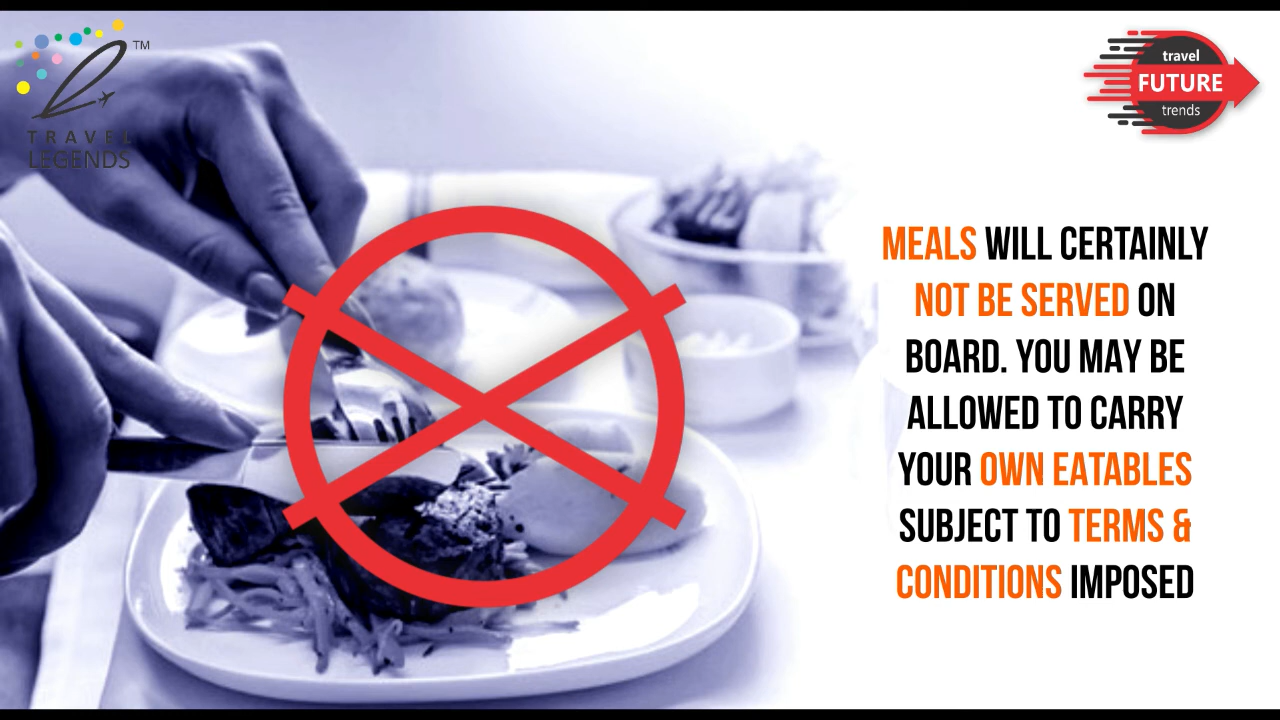 TM
TRAVEL
LEGENDS
travel
FUTURE
trends
MEALS WILL CERTAINLY
NOT BE SERVED ON
BOARD. YOU MAY BE
ALLOWED TO CARRY
YOUR OWN EATABLES
SUBJECT TO TERMS &
CONDITIONS IMPOSED